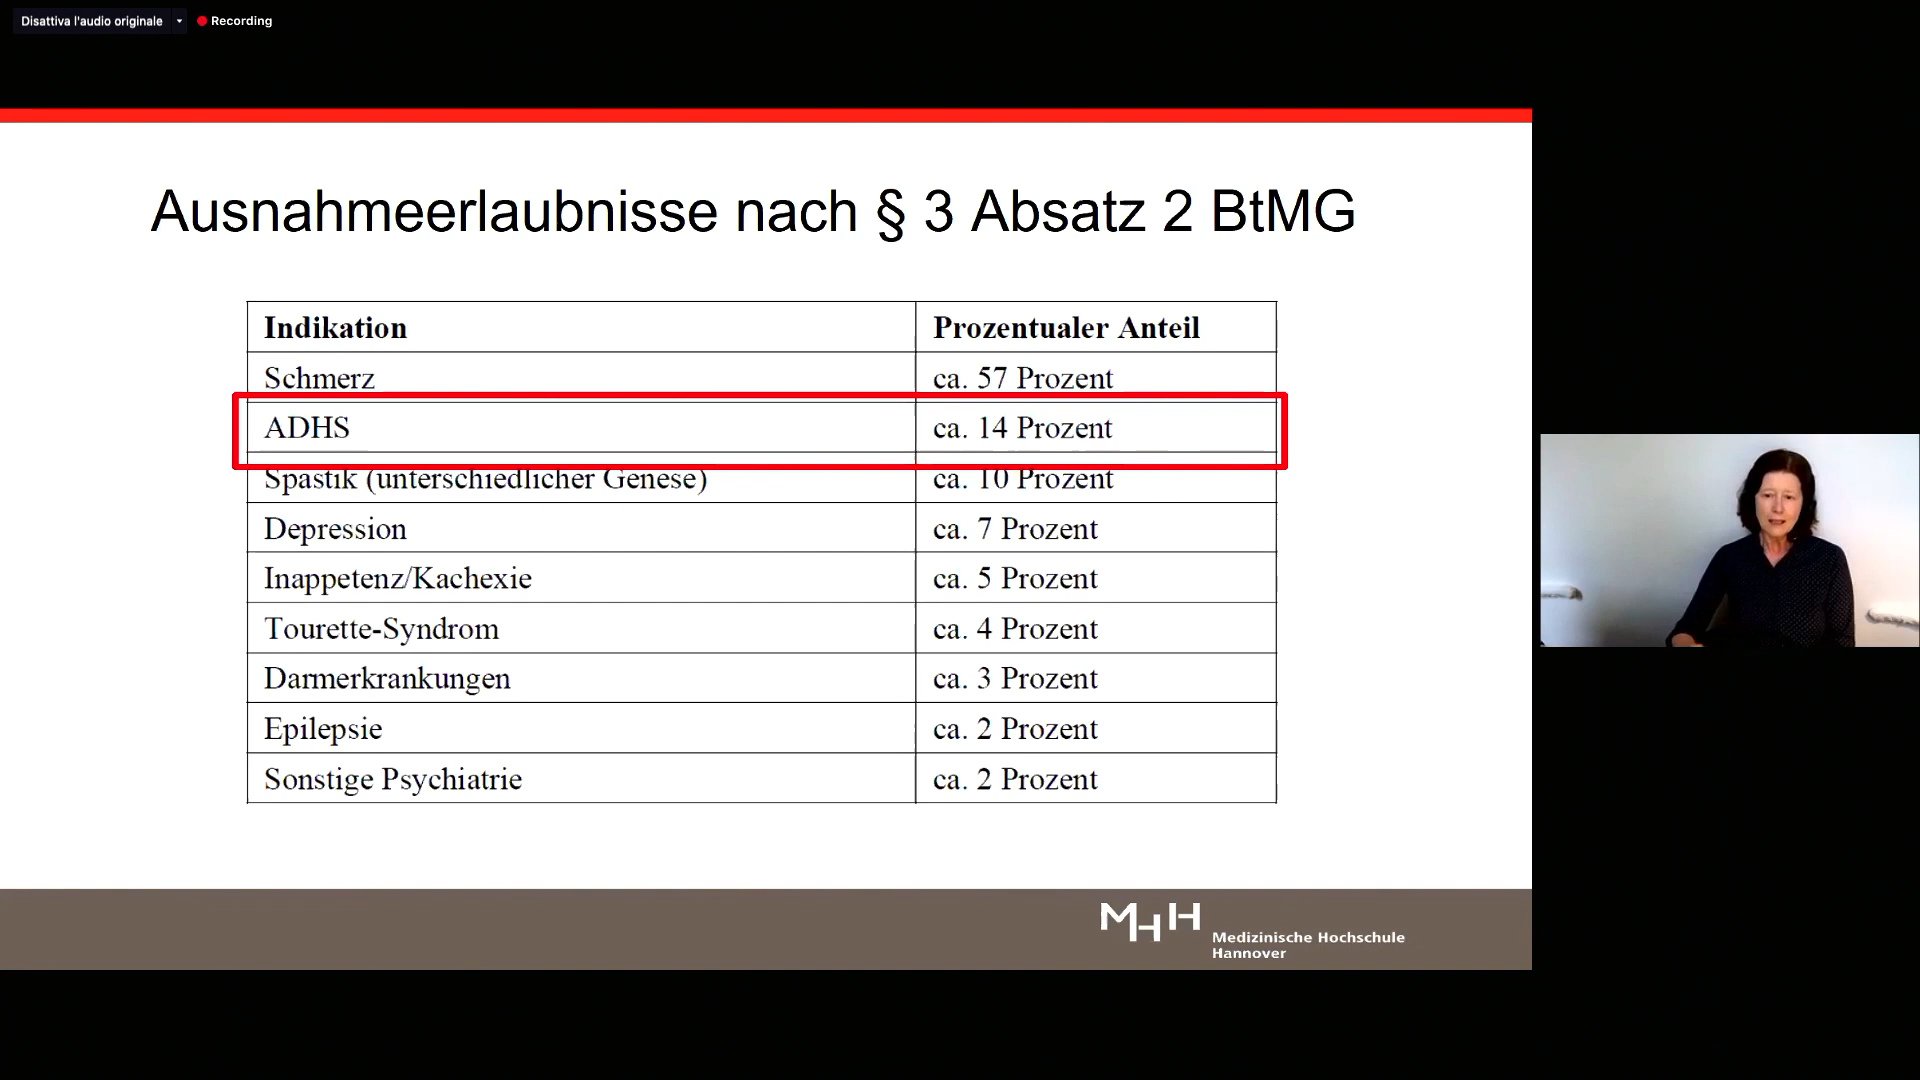 Disattiva l'audio originale
Recording
Ausnahmeerlaubnisse nach § 3 Absatz 2 BtMG
Indikation Prozentualer Anteil
Schmerz ca. 57 Prozent
ADHS ca. 14 Prozent
Spastik (unterschiedlicher Genese) ca. 10 Prozent
Depression ca. 7 Prozent
Inappetenz/Kachexie ca. 5 Prozent
Tourette-Syndrom ca. 4 Prozent
Darmerkrankungen ca. 3 Prozent
Epilepsie ca. 2 Prozent
Sonstige Psychiatrie ca. 2 Prozent
MHH
Medizinische Hochschule
Hannover